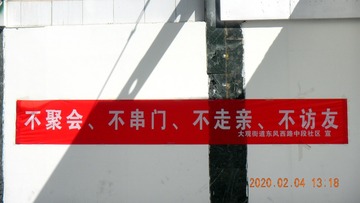 不聚会、不串门、不走亲、不访友
大观街道东风西路中段社区 宣
2020.02.04 13:18